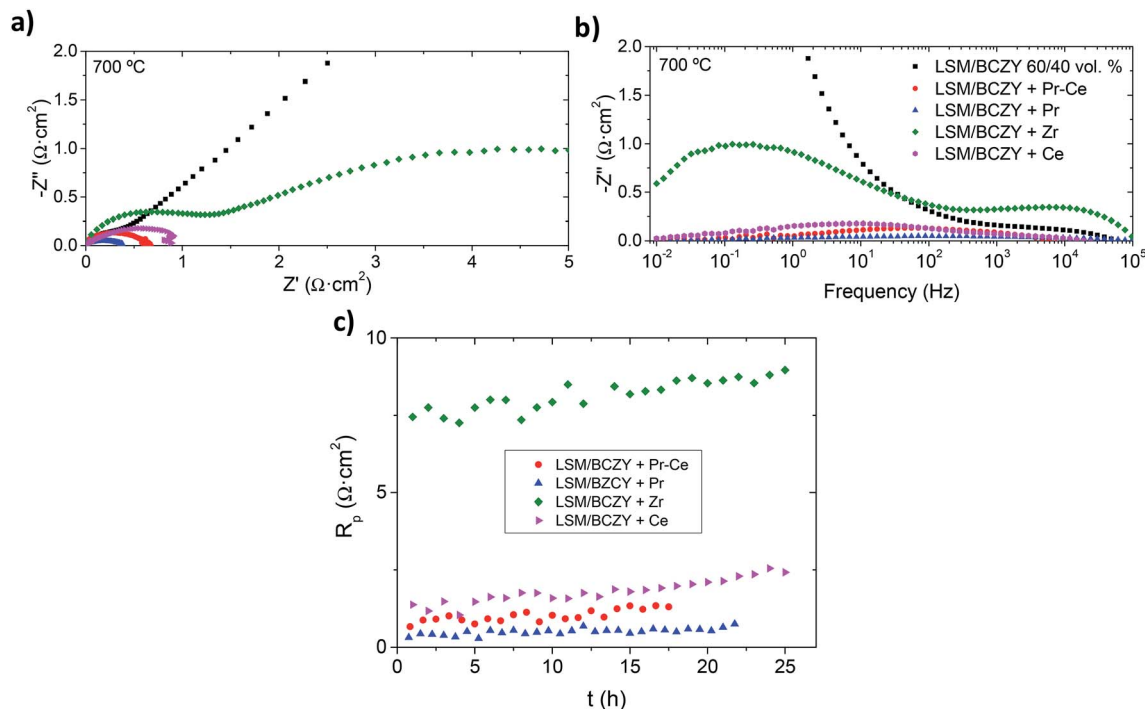 a)
2.0
1.5
1.0
0.5
0.0
700 ºC
-Z'' (Ω·cm²)
0 1 2 3 4 5
Z' (Ω·cm²)
b)
2.0
1.5
1.0
0.5
0.0
700 ºC
-Z'' (Ω·cm²)
LSM/BCZY 60/40 vol. %
LSM/BCZY + Pr-Ce
LSM/BCZY + Pr
LSM/BCZY + Zr
LSM/BCZY + Ce
10⁻² 10⁻¹ 10⁰ 10¹ 10² 10³ 10⁴ 10⁵
Frequency (Hz)
c)
10
5
0
Rₚ (Ω·cm²)
LSM/BCZY + Pr-Ce
LSM/BZCY + Pr
LSM/BCZY + Zr
LSM/BCZY + Ce
0 5 10 15 20 25
t (h)